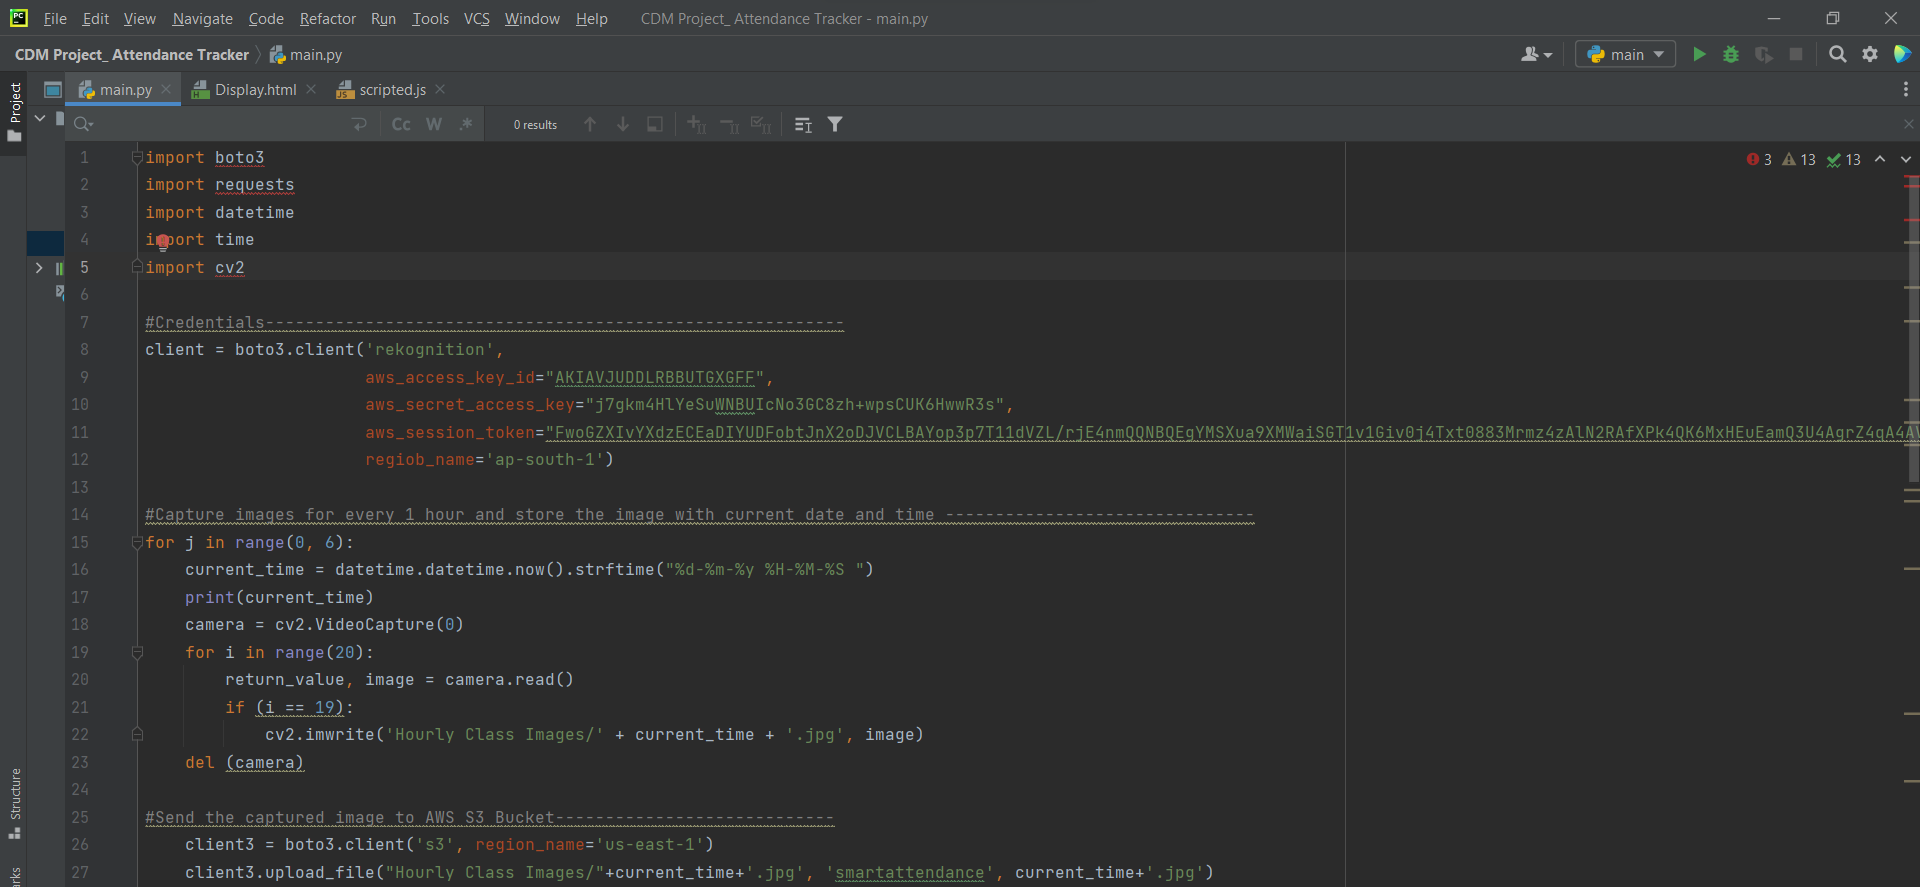 File Edit View Navigate Code Refactor Run Tools VCS Window Help CDM Project_ Attendance Tracker - main.py
CDM Project_ Attendance Tracker main.py main
main.py Display.html scripted.js
Project
Cc W .* 0 results
3 13 13
1 import boto3
2 import requests
3 import datetime
4 import time
5 import cv2
6
7 #Credentials----------------------------------------------------------
8 client = boto3.client('rekognition',
9 aws_access_key_id="",
10 aws_secret_access_key="",
11 aws_session_token="
12 regiob_name='ap-south-1')
13
14 #Capture images for every 1 hour and store the image with current date and time -------------------------------
15 for j in range(0, 6):
16 current_time = datetime.datetime.now().strftime("%d-%m-%y %H-%M-%S ")
17 print(current_time)
18 camera = cv2.VideoCapture(0)
19 for i in range(20):
20 return_value, image = camera.read()
21 if (i == 19):
22 cv2.imwrite('Hourly Class Images/' + current_time + '.jpg', image)
23 del (camera)
24
25 #Send the captured image to AWS S3 Bucket----------------------------
26 client3 = boto3.client('s3', region_name='us-east-1')
27 client3.upload_file("Hourly Class Images/"+current_time+'.jpg', 'smartattendance', current_time+'.jpg')
Structure